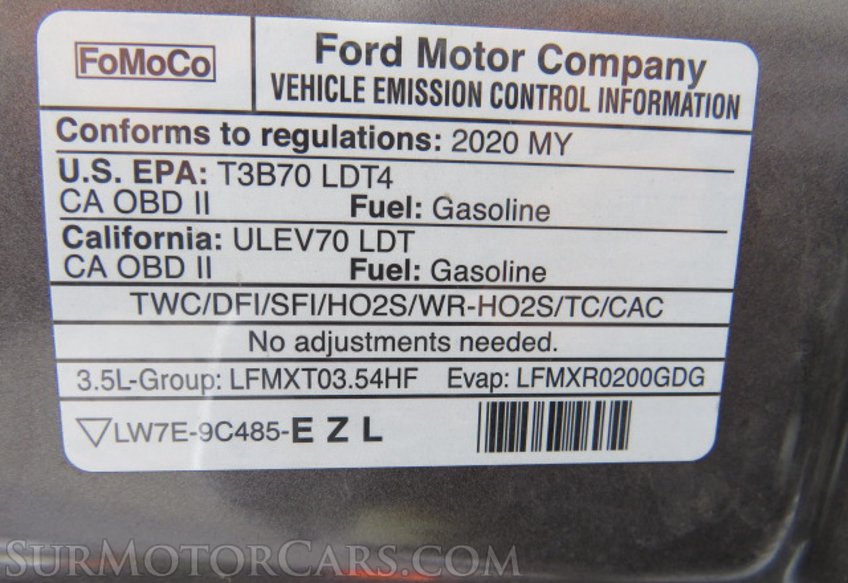 FoMoCo
Ford Motor Company
VEHICLE EMISSION CONTROL INFORMATION
Conforms to regulations: 2020 MY
U.S. EPA: T3B70 LDT4
CA OBD II Fuel: Gasoline
California: ULEV70 LDT
CA OBD II Fuel: Gasoline
TWC/DFI/SFI/HO2S/WR-HO2S/TC/CAC
No adjustments needed.
3.5L-Group: LFMXT03.54HF Evap: LFMXR0200GDG
LW7E-9C485-E Z L
SurMotorCars.com